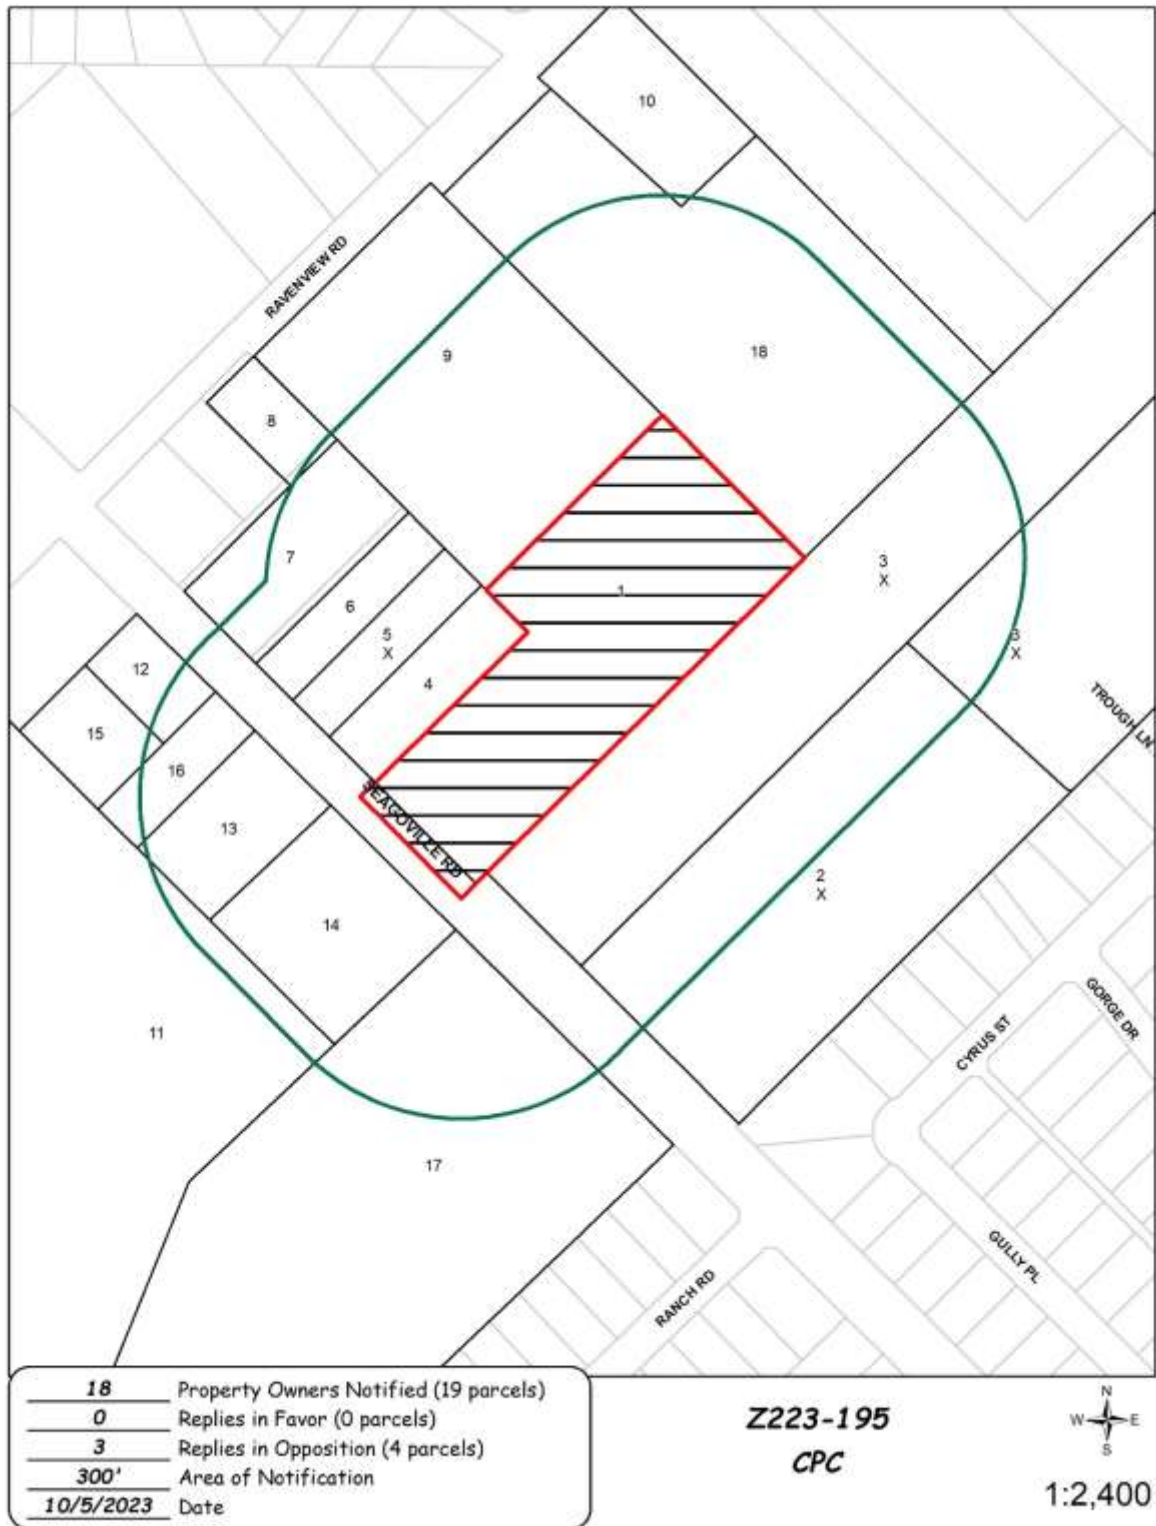 10
RAVENVIEW RD
9
18
8
7
3
X
1
6
5
X
3
X
4
12
15
16
TROUGH LN
SEAGOVILLE RD
13
2
X
14
GORGE DR
11
CYRUS ST
17
GULLY PL
RANCH RD
18 Property Owners Notified (19 parcels)
0 Replies in Favor (0 parcels)
3 Replies in Opposition (4 parcels)
300' Area of Notification
10/5/2023 Date
Z223-195
CPC
N
W E
S
1:2,400